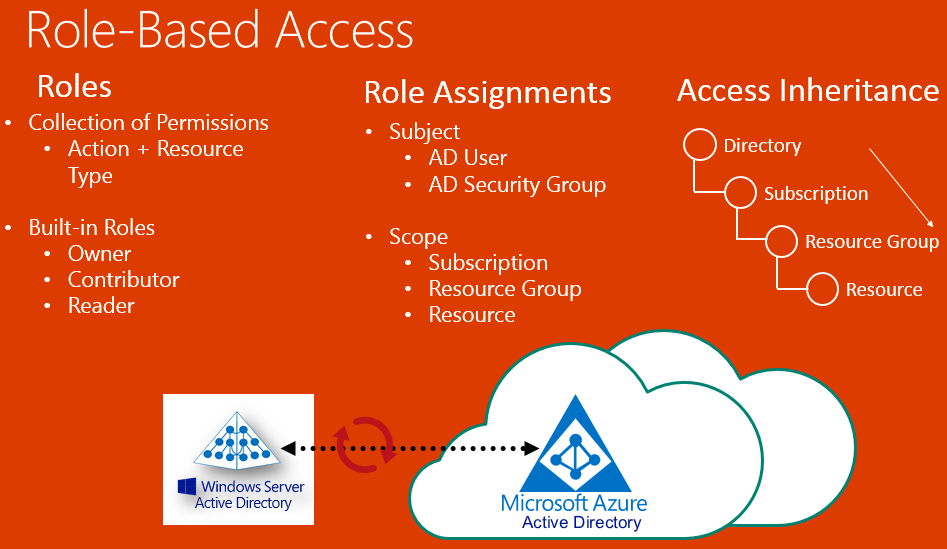 Role-Based Access
Roles
• Collection of Permissions
• Action + Resource
Type
• Built-in Roles
• Owner
• Contributor
• Reader
Role Assignments
• Subject
• AD User
• AD Security Group
• Scope
• Subscription
• Resource Group
• Resource
Access Inheritance
Directory
Subscription
Resource Group
Resource
Windows Server
Active Directory
Microsoft Azure
Active Directory